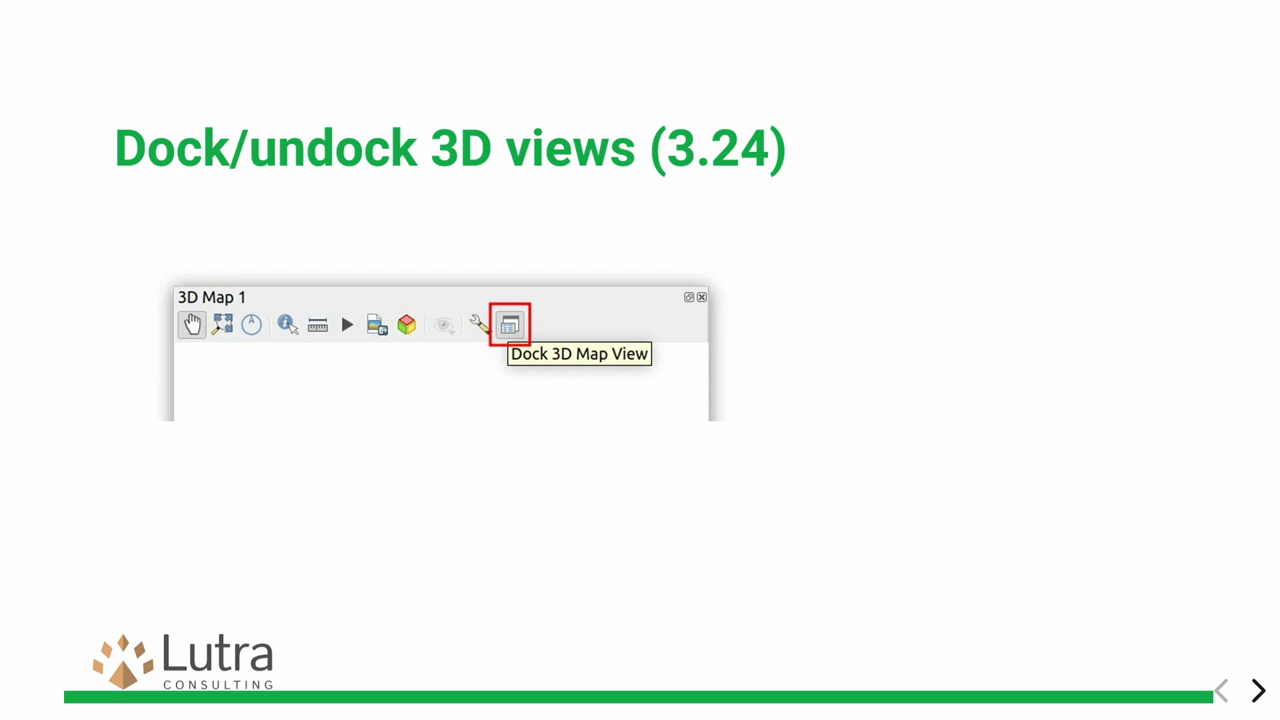 Dock/undock 3D views (3.24)
3D Map 1
Dock 3D Map View
Lutra
CONSULTING